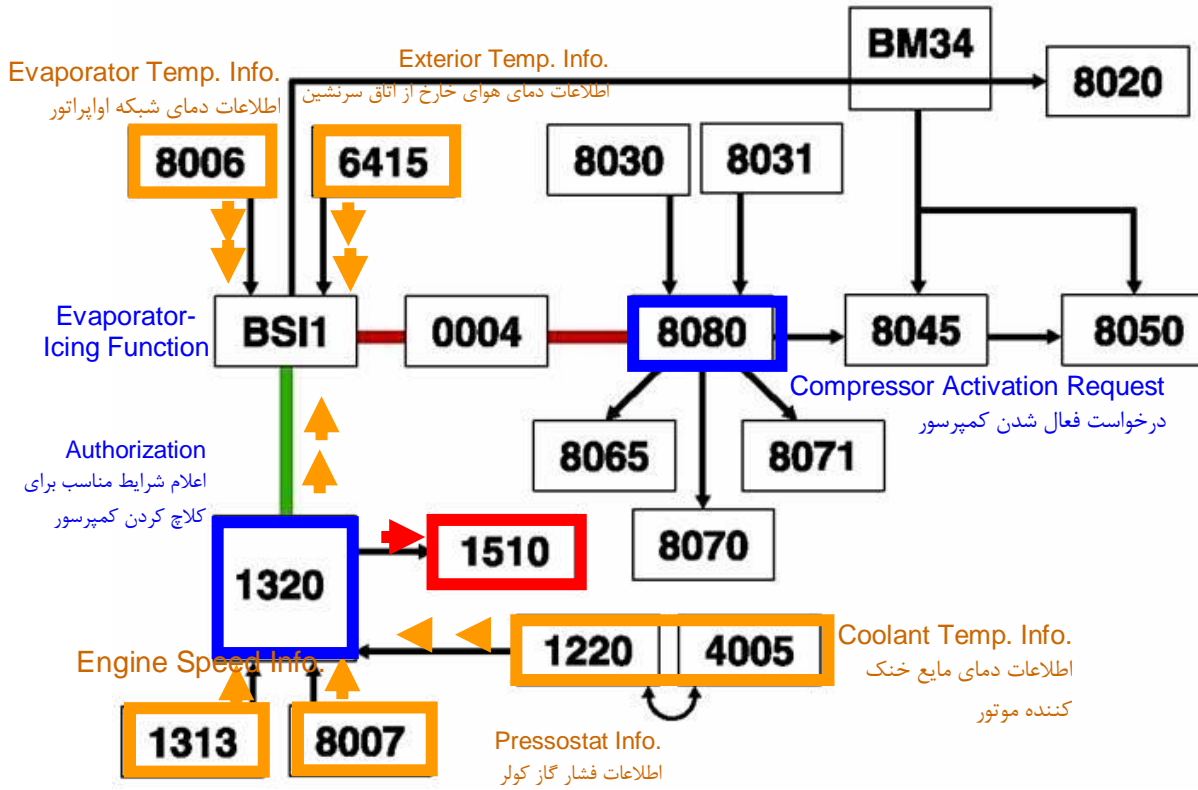 BM34
Evaporator Temp. Info.
اطلاعات دمای شبکه اواپراتور
Exterior Temp. Info.
اطلاعات دمای هوای خارج از اتاق سرنشین
8020
8006
6415
8030
8031
Evaporator-
Icing Function
BSI1
0004
8080
8045
8050
Compressor Activation Request
درخواست فعال شدن کمپرسور
Authorization
اعلام شرایط مناسب برای
کلاچ کردن کمپرسور
8065
8071
8070
1320
1510
1220
4005
Coolant Temp. Info.
اطلاعات دمای مایع خنک
کننده موتور
Engine Speed Info.
1313
8007
Pressostat Info.
اطلاعات فشار گاز کولر